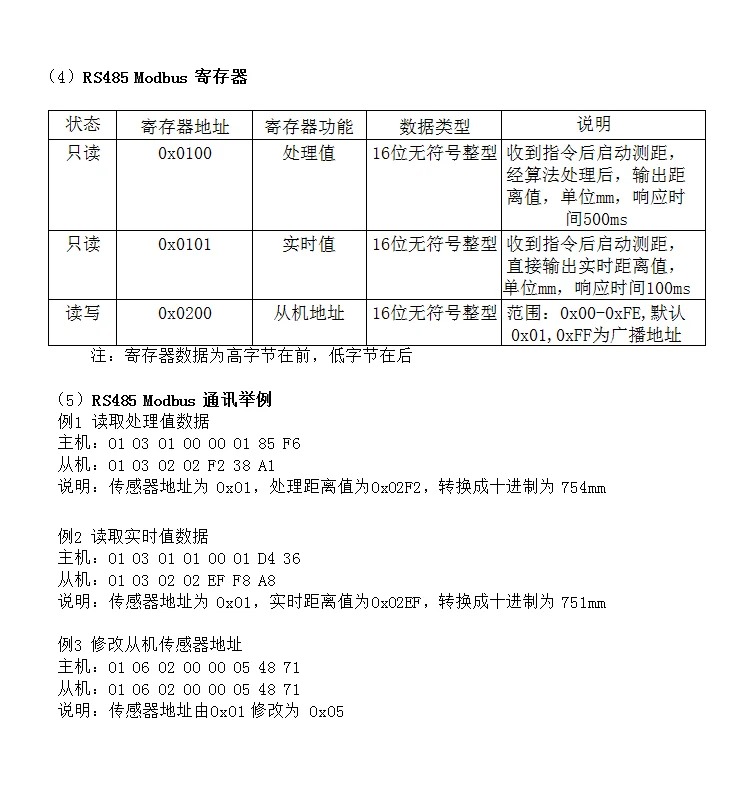 （4）RS485 Modbus 寄存器
状态 寄存器地址 寄存器功能 数据类型 说明
只读 0x0100 处理值 16位无符号整型 收到指令后启动测距，
经算法处理后，输出距
离值，单位mm，响应时
间500ms
只读 0x0101 实时值 16位无符号整型 收到指令后启动测距，
直接输出实时距离值，
单位mm，响应时间100ms
读写 0x0200 从机地址 16位无符号整型 范围：0x00-0xFE,默认
0x01,0xFF为广播地址
注：寄存器数据为高字节在前，低字节在后
（5）RS485 Modbus 通讯举例
例1 读取处理值数据
主机：01 03 01 00 00 01 85 F6
从机：01 03 02 02 F2 38 A1
说明：传感器地址为 0x01，处理距离值为0x02F2，转换成十进制为 754mm
例2 读取实时值数据
主机：01 03 01 01 00 01 D4 36
从机：01 03 02 02 EF F8 A8
说明：传感器地址为 0x01，实时距离值为0x02EF，转换成十进制为 751mm
例3 修改从机传感器地址
主机：01 06 02 00 00 05 48 71
从机：01 06 02 00 00 05 48 71
说明：传感器地址由0x01 修改为 0x05